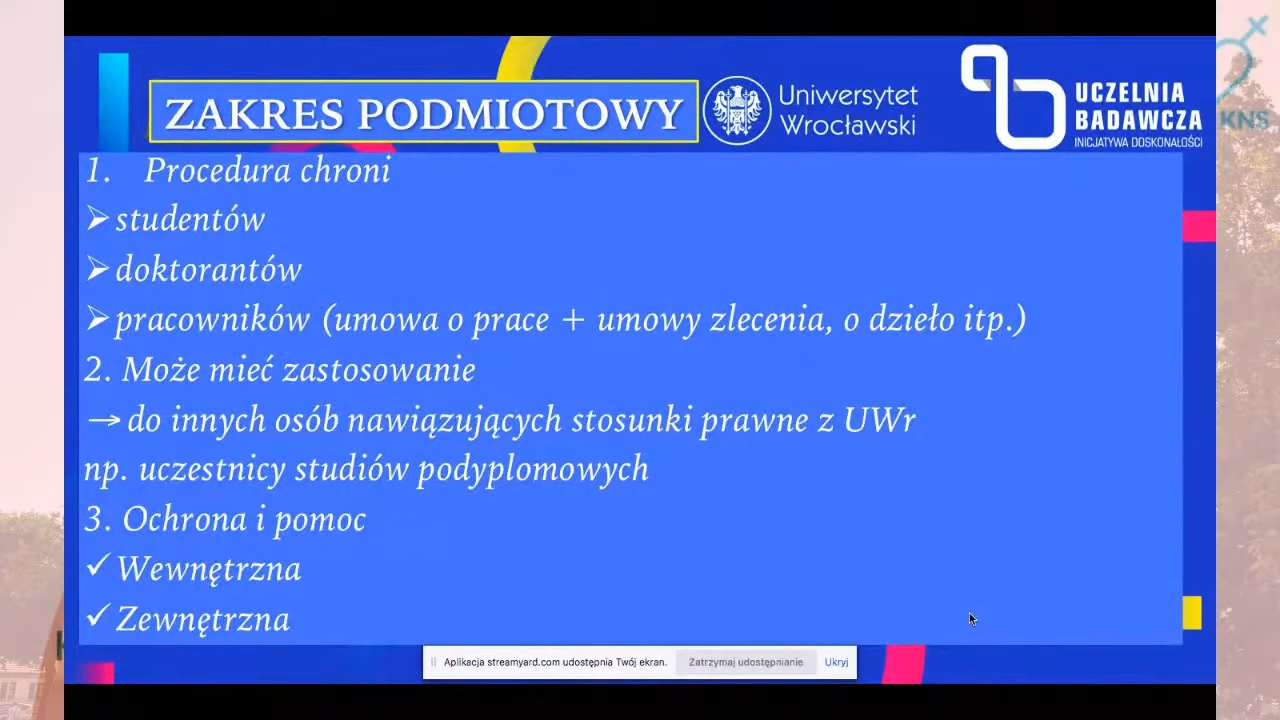 ZAKRES PODMIOTOWY
Uniwersytet
Wrocławski
UCZELNIA
BADAWCZA
INICJATYWA DOSKONAŁOŚCI
KNS
1. Procedura chroni
➢ studentów
➢ doktorantów
➢ pracowników (umowa o prace + umowy zlecenia, o dzieło itp.)
2. Może mieć zastosowanie
→ do innych osób nawiązujących stosunki prawne z UWr
np. uczestnicy studiów podyplomowych
3. Ochrona i pomoc
✓ Wewnętrzna
✓ Zewnętrzna
Aplikacja streamyard.com udostępnia Twój ekran. Zatrzymaj udostępnianie Ukryj